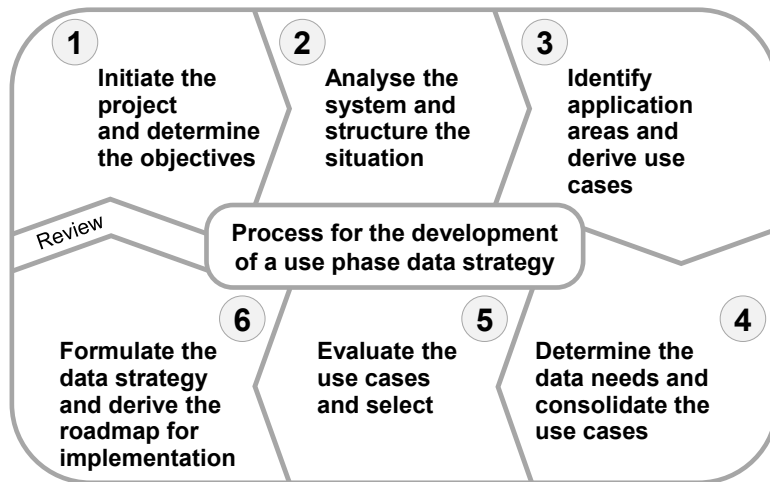 1
Initiate the
project
and determine
the objectives
2
Analyse the
system and
structure the
situation
3
Identify
application
areas and
derive use
cases
Review
Process for the development
of a use phase data strategy
4
Determine the
data needs and
consolidate the
use cases
5
Evaluate the
use cases
and select
6
Formulate the
data strategy
and derive the
roadmap for
implementation